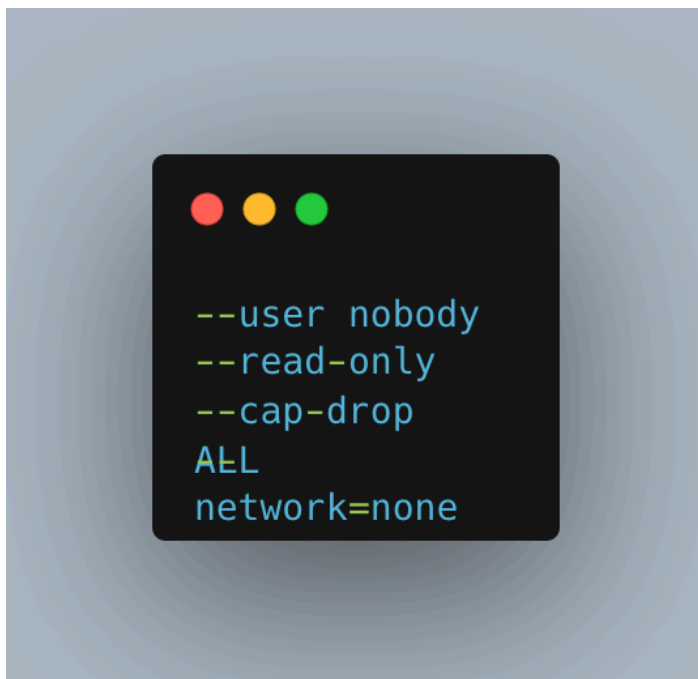 --user nobody
--read-only
--cap-drop
ALL
--
network=none